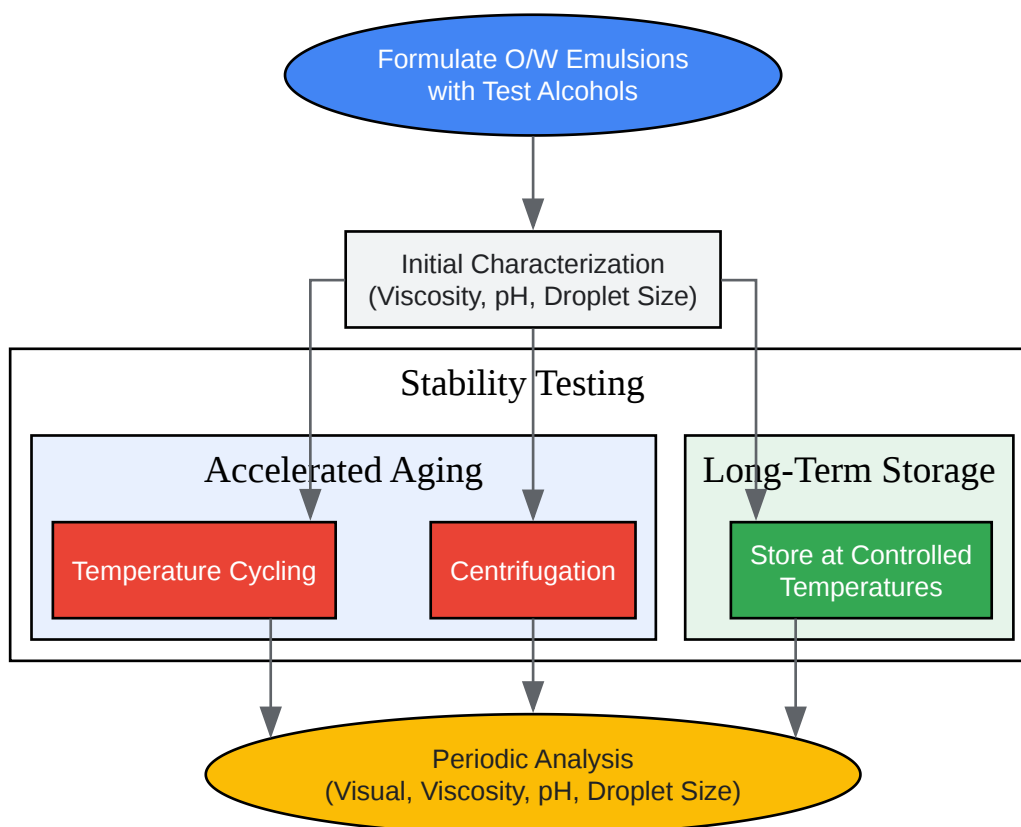 Formulate O/W Emulsions
with Test Alcohols
Initial Characterization
(Viscosity, pH, Droplet Size)
Stability Testing
Accelerated Aging
Long-Term Storage
Temperature Cycling
Centrifugation
Store at Controlled
Temperatures
Periodic Analysis
(Visual, Viscosity, pH, Droplet Size)